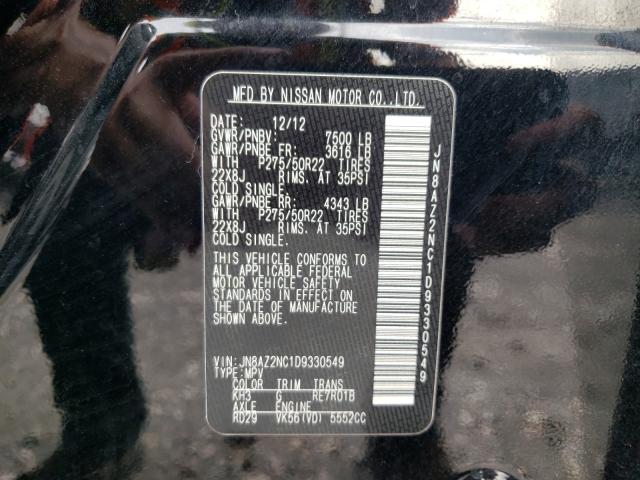 MFD BY NISSAN MOTOR CO.,LTD.
DATE: 12/12
GVWR/PNBV: 7500 LB
GAWR/PNBE FR: 3616 LB
WITH P275/50R22 TIRES
22X8J RIMS. AT 35PSI
COLD SINGLE.
GAWR/PNBE RR: 4343 LB
WITH P275/50R22 TIRES
22X8J RIMS. AT 35PSI
COLD SINGLE.
THIS VEHICLE CONFORMS TO
ALL APPLICABLE FEDERAL
MOTOR VEHICLE SAFETY
STANDARDS IN EFFECT ON
THE DATE OF MANUFACTURE
SHOWN ABOVE.
VIN: JN8AZ2NC1D9330549
TYPE: MPV
COLOR TRIM TRANS
KH3 G RE7R01B
AXLE ENGINE
RD29 VK56(VD) 5552CC
JN8AZ2NC1D9330549